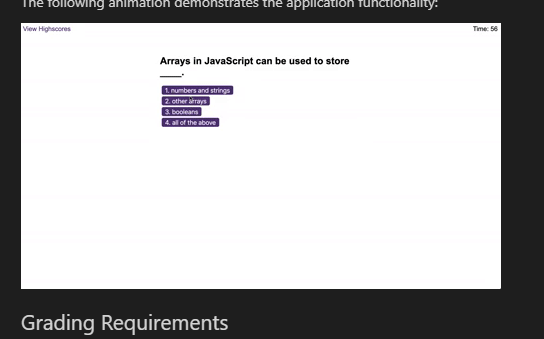 The following animation demonstrates the application functionality:
View Highscores
Time: 56
Arrays in JavaScript can be used to store
____.
1. numbers and strings
2. other arrays
3. booleans
4. all of the above
Grading Requirements